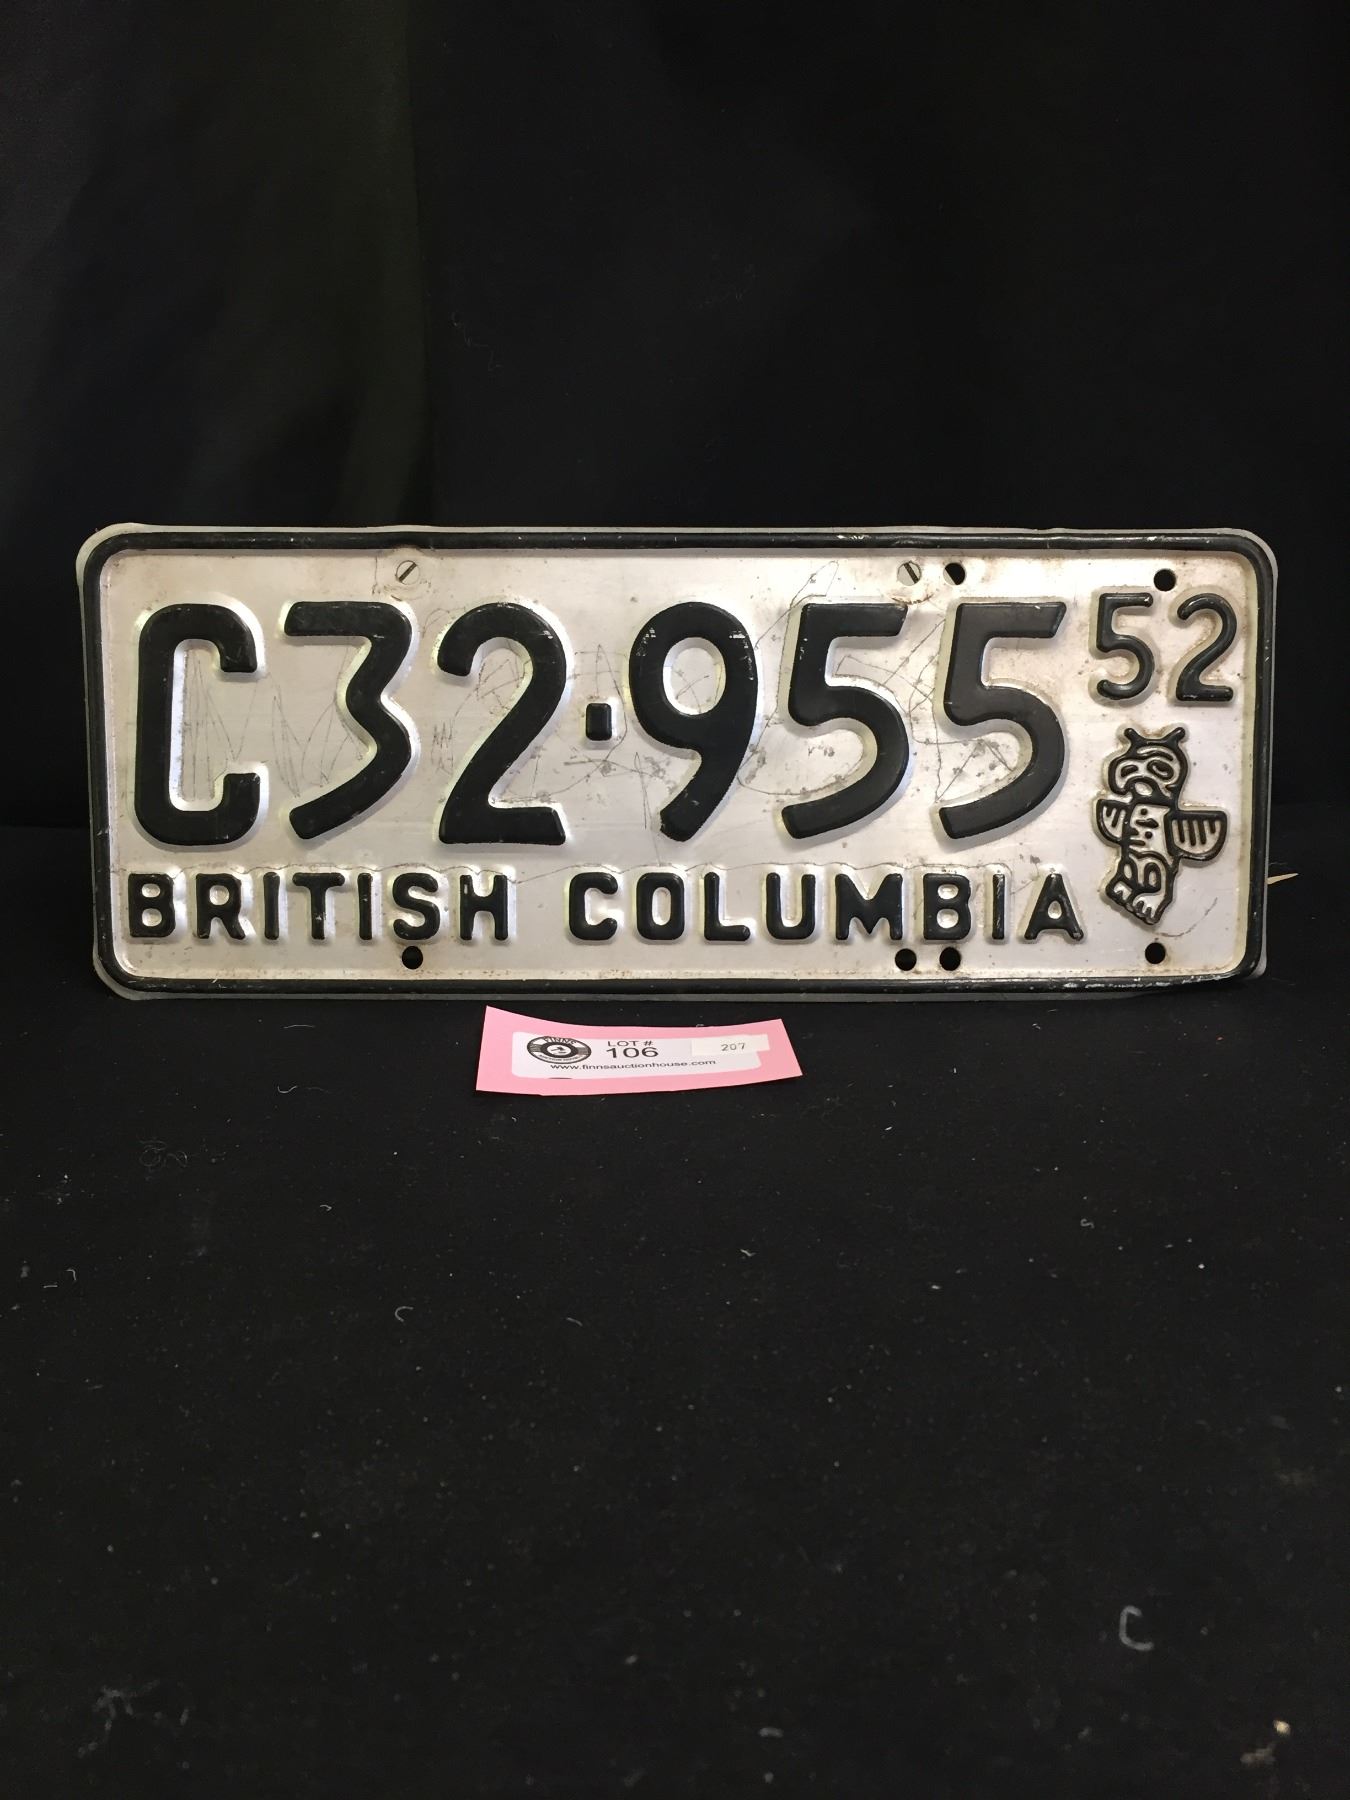 C32·955 52
BRITISH COLUMBIA
LOT #
106 207
www.finnsauctionhouse.com